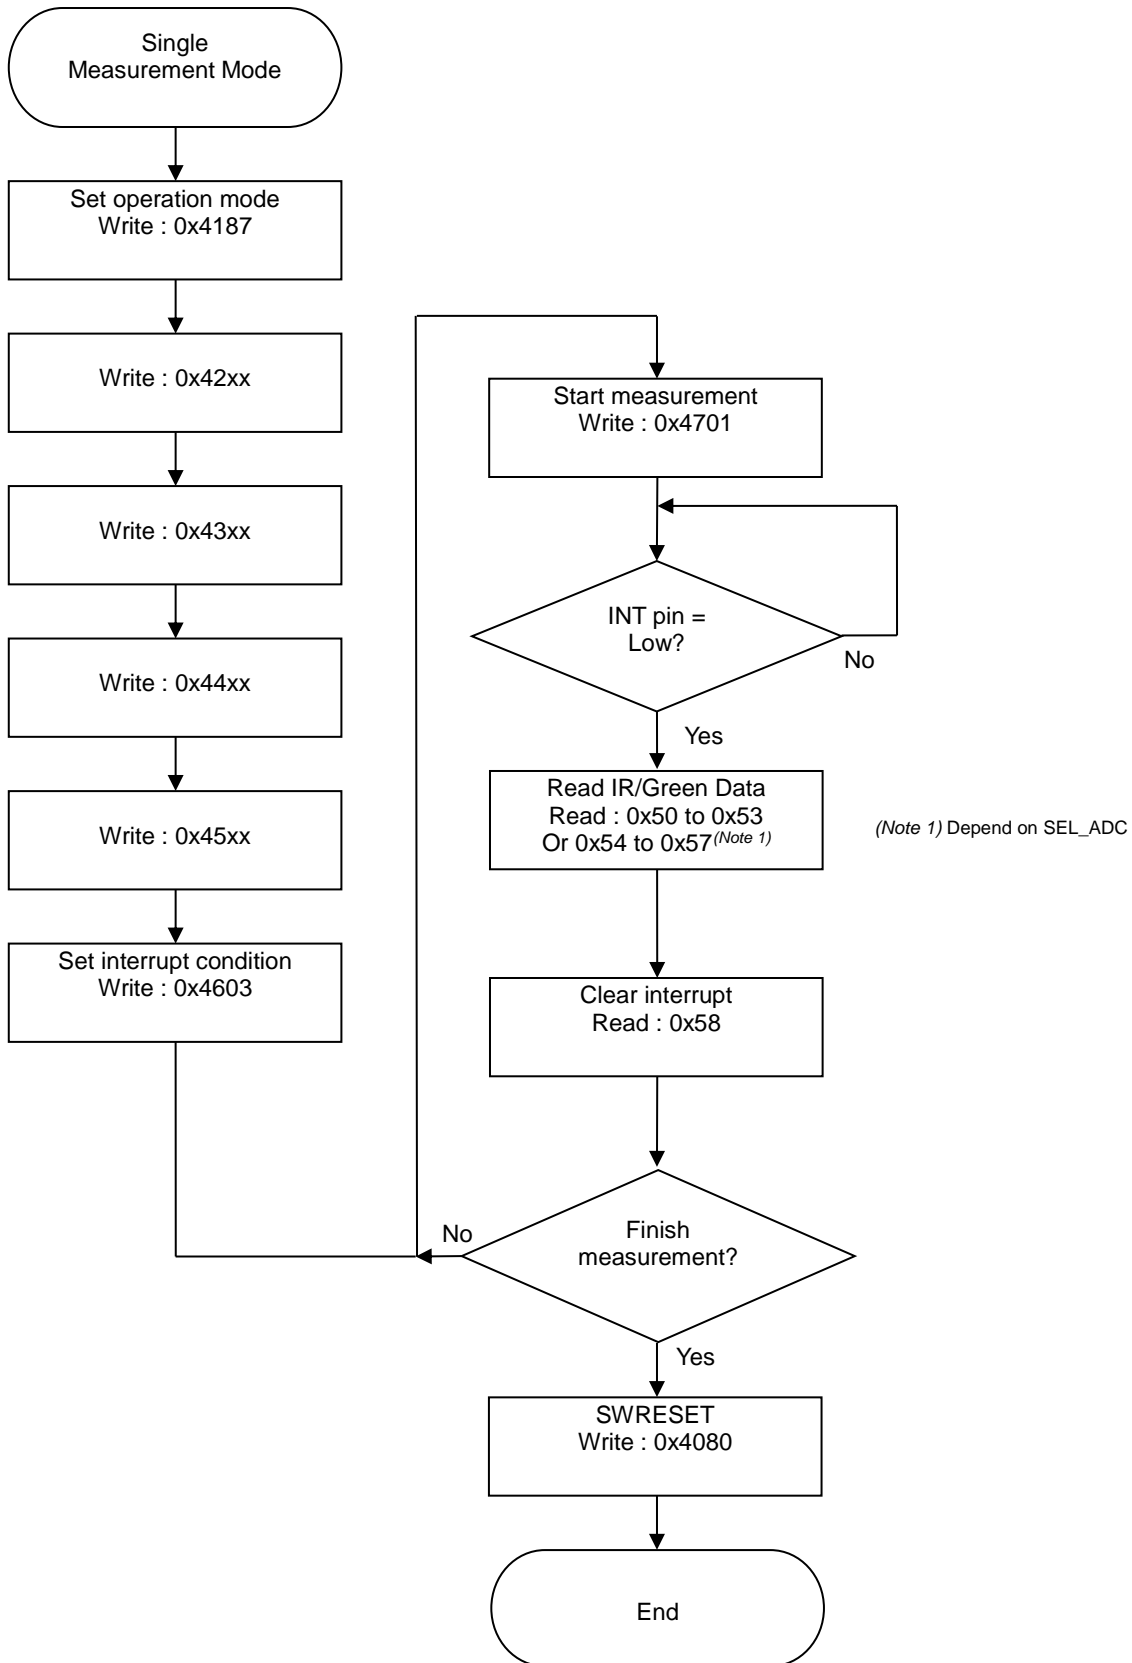 Single
Measurement Mode
Set operation mode
Write : 0x4187
Write : 0x42xx
Write : 0x43xx
Write : 0x44xx
Write : 0x45xx
Set interrupt condition
Write : 0x4603
Start measurement
Write : 0x4701
INT pin =
Low?
No
Yes
Read IR/Green Data
Read : 0x50 to 0x53
Or 0x54 to 0x57(Note 1)
(Note 1) Depend on SEL_ADC
Clear interrupt
Read : 0x58
No
Finish
measurement?
Yes
SWRESET
Write : 0x4080
End